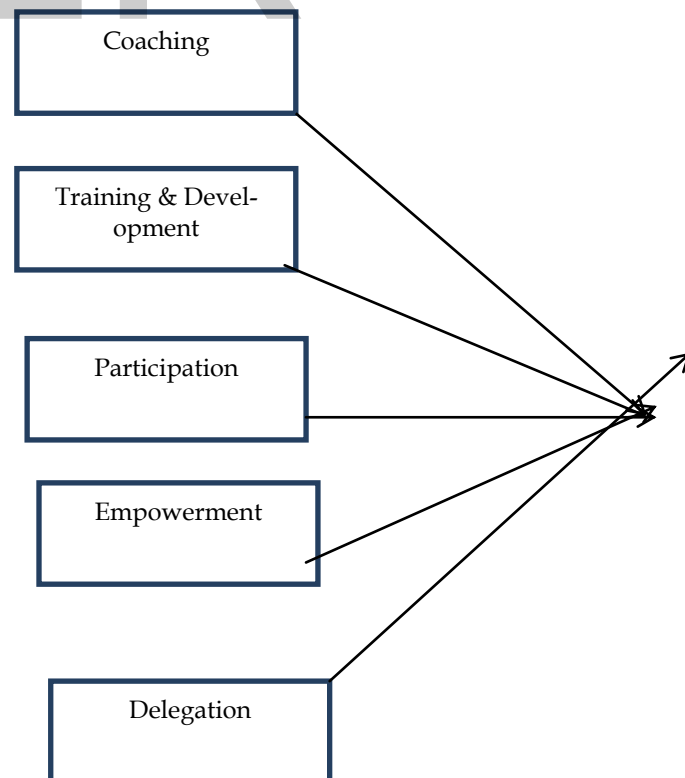 Coaching
Training & Devel-
opment
Participation
Empowerment
Delegation